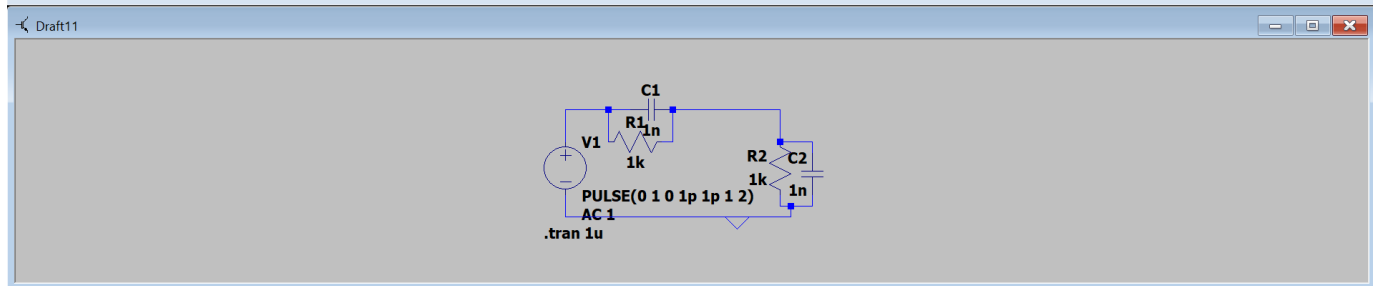 Draft11
C1
R1
1n
V1
1k
R2
C2
1k
1n
PULSE(0 1 0 1p 1p 1 2)
AC 1
.tran 1u